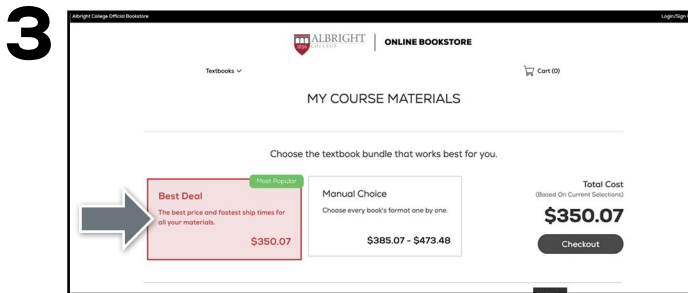 3
Albright College Official Bookstore
Login/Sign
ALBRIGHT
COLLEGE
1856
ONLINE BOOKSTORE
Textbooks
Cart (0)
MY COURSE MATERIALS
Choose the textbook bundle that works best for you.
Most Popular
Best Deal
The best price and fastest ship times for
all your materials.
$350.07
Manual Choice
Choose every book's format one by one.
$385.07 - $473.48
Total Cost
(Based On Current Selections)
$350.07
Checkout